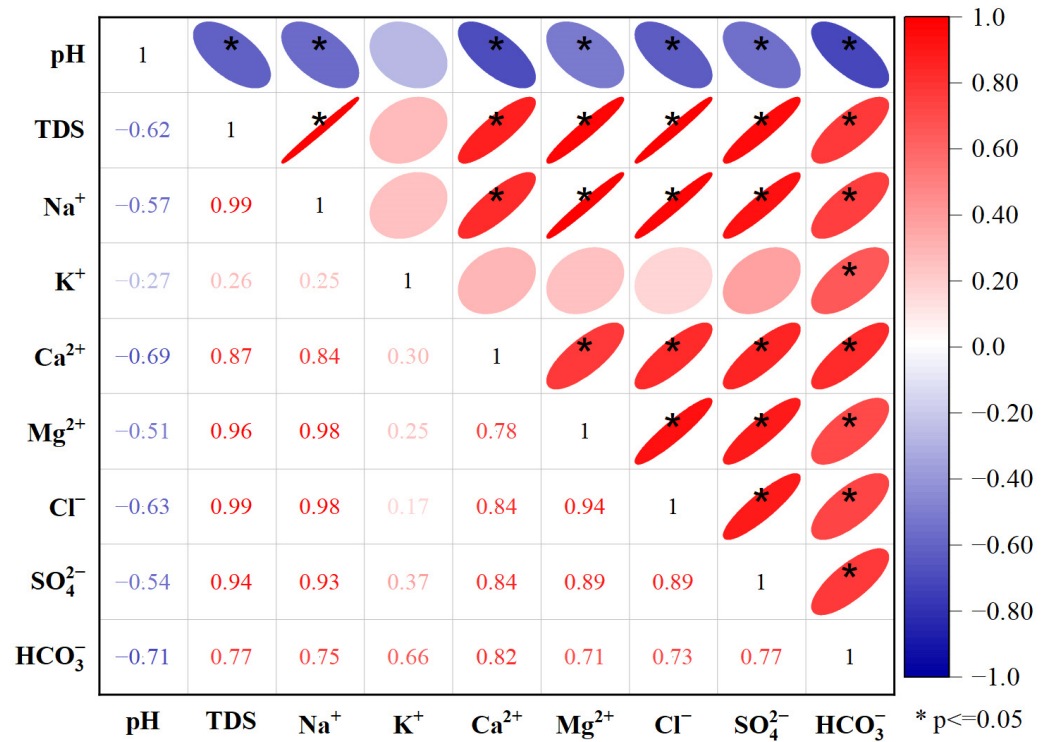 pH 1 * * * * * * *
TDS −0.62 1 * * * * * *
Na⁺ −0.57 0.99 1 * * * * *
K⁺ −0.27 0.26 0.25 1 *
Ca²⁺ −0.69 0.87 0.84 0.30 1 * * * *
Mg²⁺ −0.51 0.96 0.98 0.25 0.78 1 * * *
Cl⁻ −0.63 0.99 0.98 0.17 0.84 0.94 1 * *
SO₄²⁻ −0.54 0.94 0.93 0.37 0.84 0.89 0.89 1 *
HCO₃⁻ −0.71 0.77 0.75 0.66 0.82 0.71 0.73 0.77 1
pH TDS Na⁺ K⁺ Ca²⁺ Mg²⁺ Cl⁻ SO₄²⁻ HCO₃⁻
1.0
0.80
0.60
0.40
0.20
0.0
−0.20
−0.40
−0.60
−0.80
−1.0
* p<=0.05